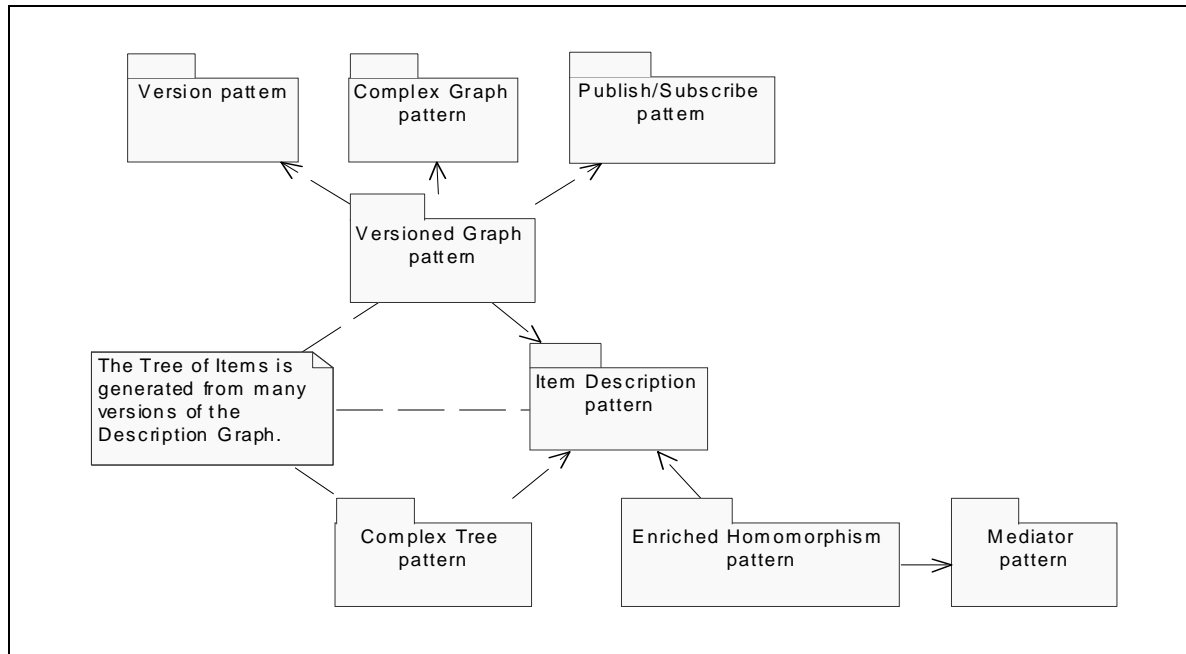 Version pattern
Complex Graph
pattern
Publish/Subscribe
pattern
Versioned Graph
pattern
The Tree of Items is
generated from many
versions of the
Description Graph.
Item Description
pattern
Complex Tree
pattern
Enriched Homomorphism
pattern
Mediator
pattern